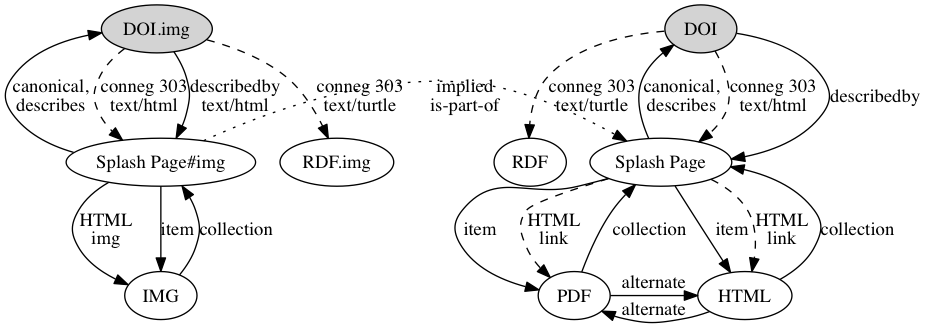 DOI.img
DOI
canonical,
describes
conneg 303
text/html
describedby
text/html
conneg 303
text/turtle
implied
is-part-of
conneg 303
text/turtle
canonical,
describes
conneg 303
text/html
describedby
Splash Page#img
RDF.img
RDF
Splash Page
HTML
img
item
collection
item
HTML
link
collection
item
HTML
link
collection
IMG
PDF
alternate
alternate
HTML